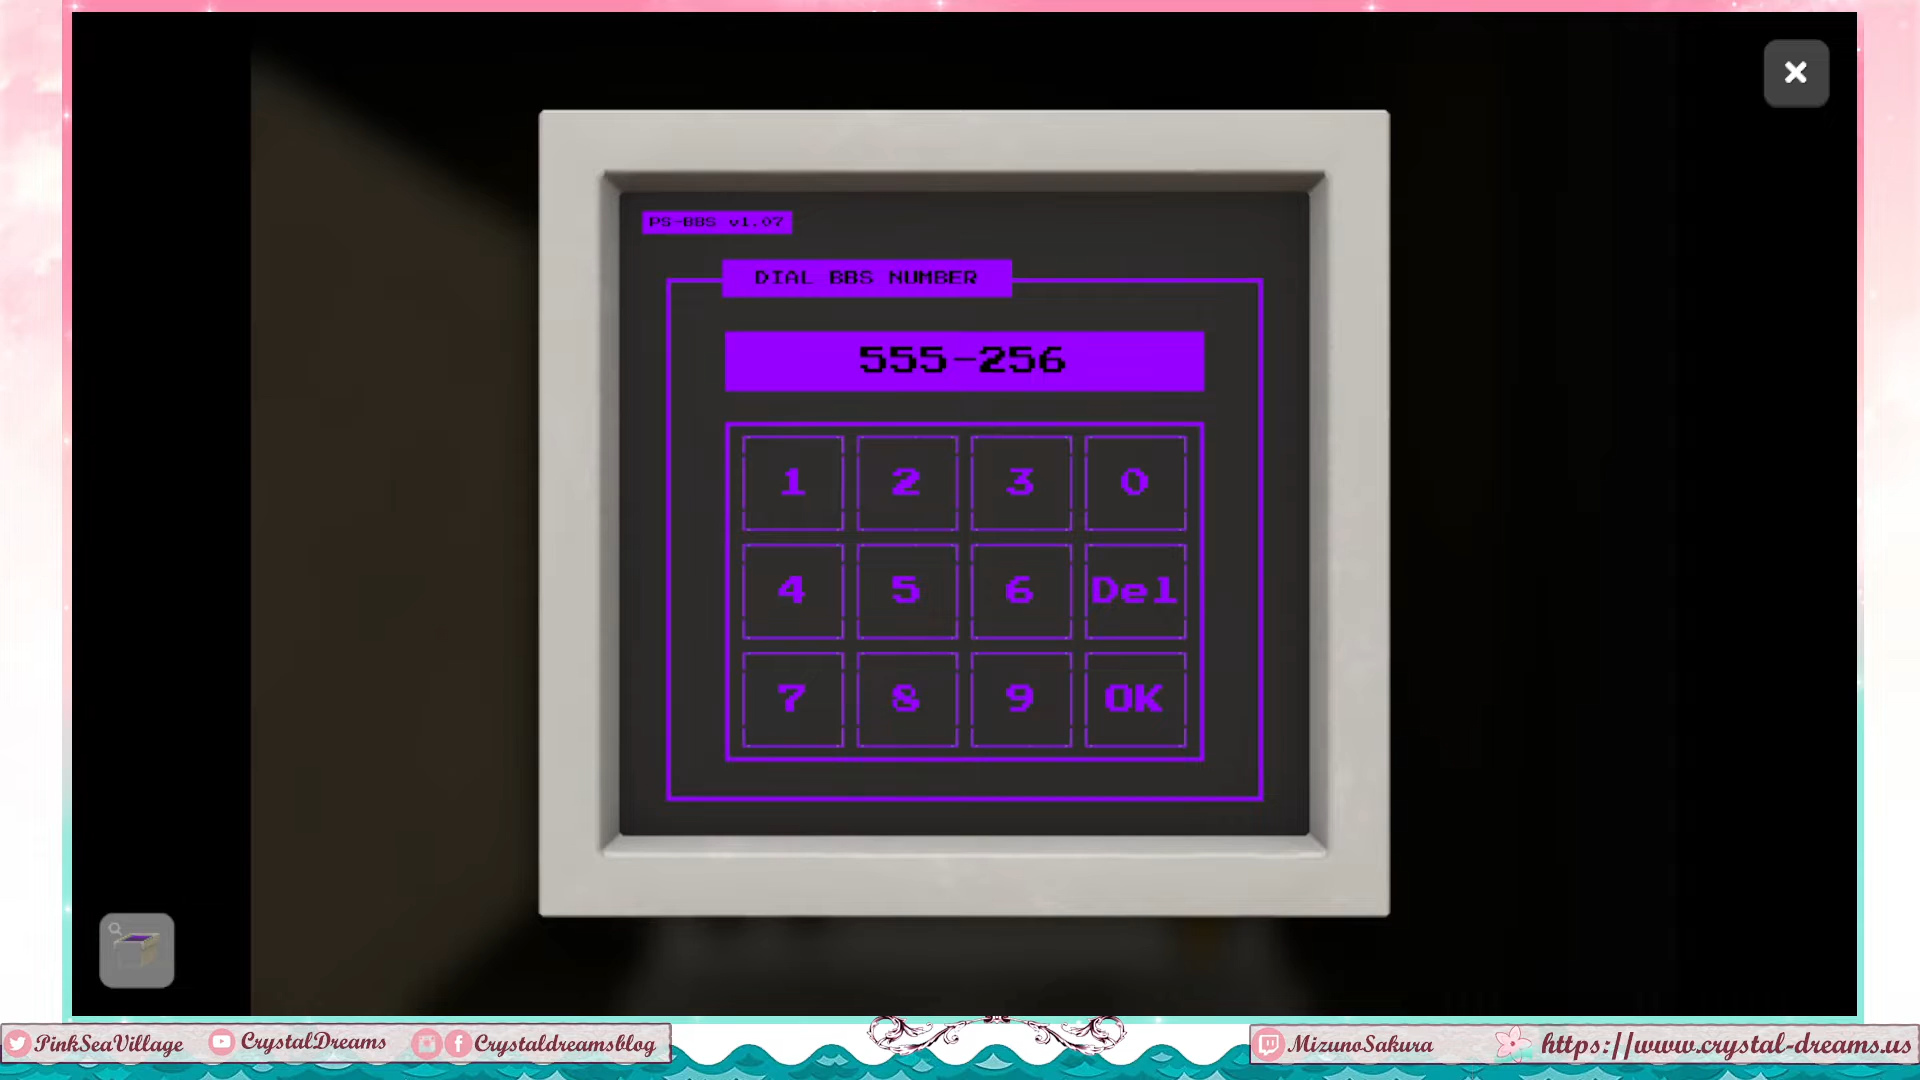 PS-BBS v1.07
DIAL BBS NUMBER
555-256
1 2 3 0
4 5 6 Del
7 8 9 OK
PinkSeaVillage CrystalDreams Crystaldreamsblog MizunoSakura https://www.crystal-dreams.us